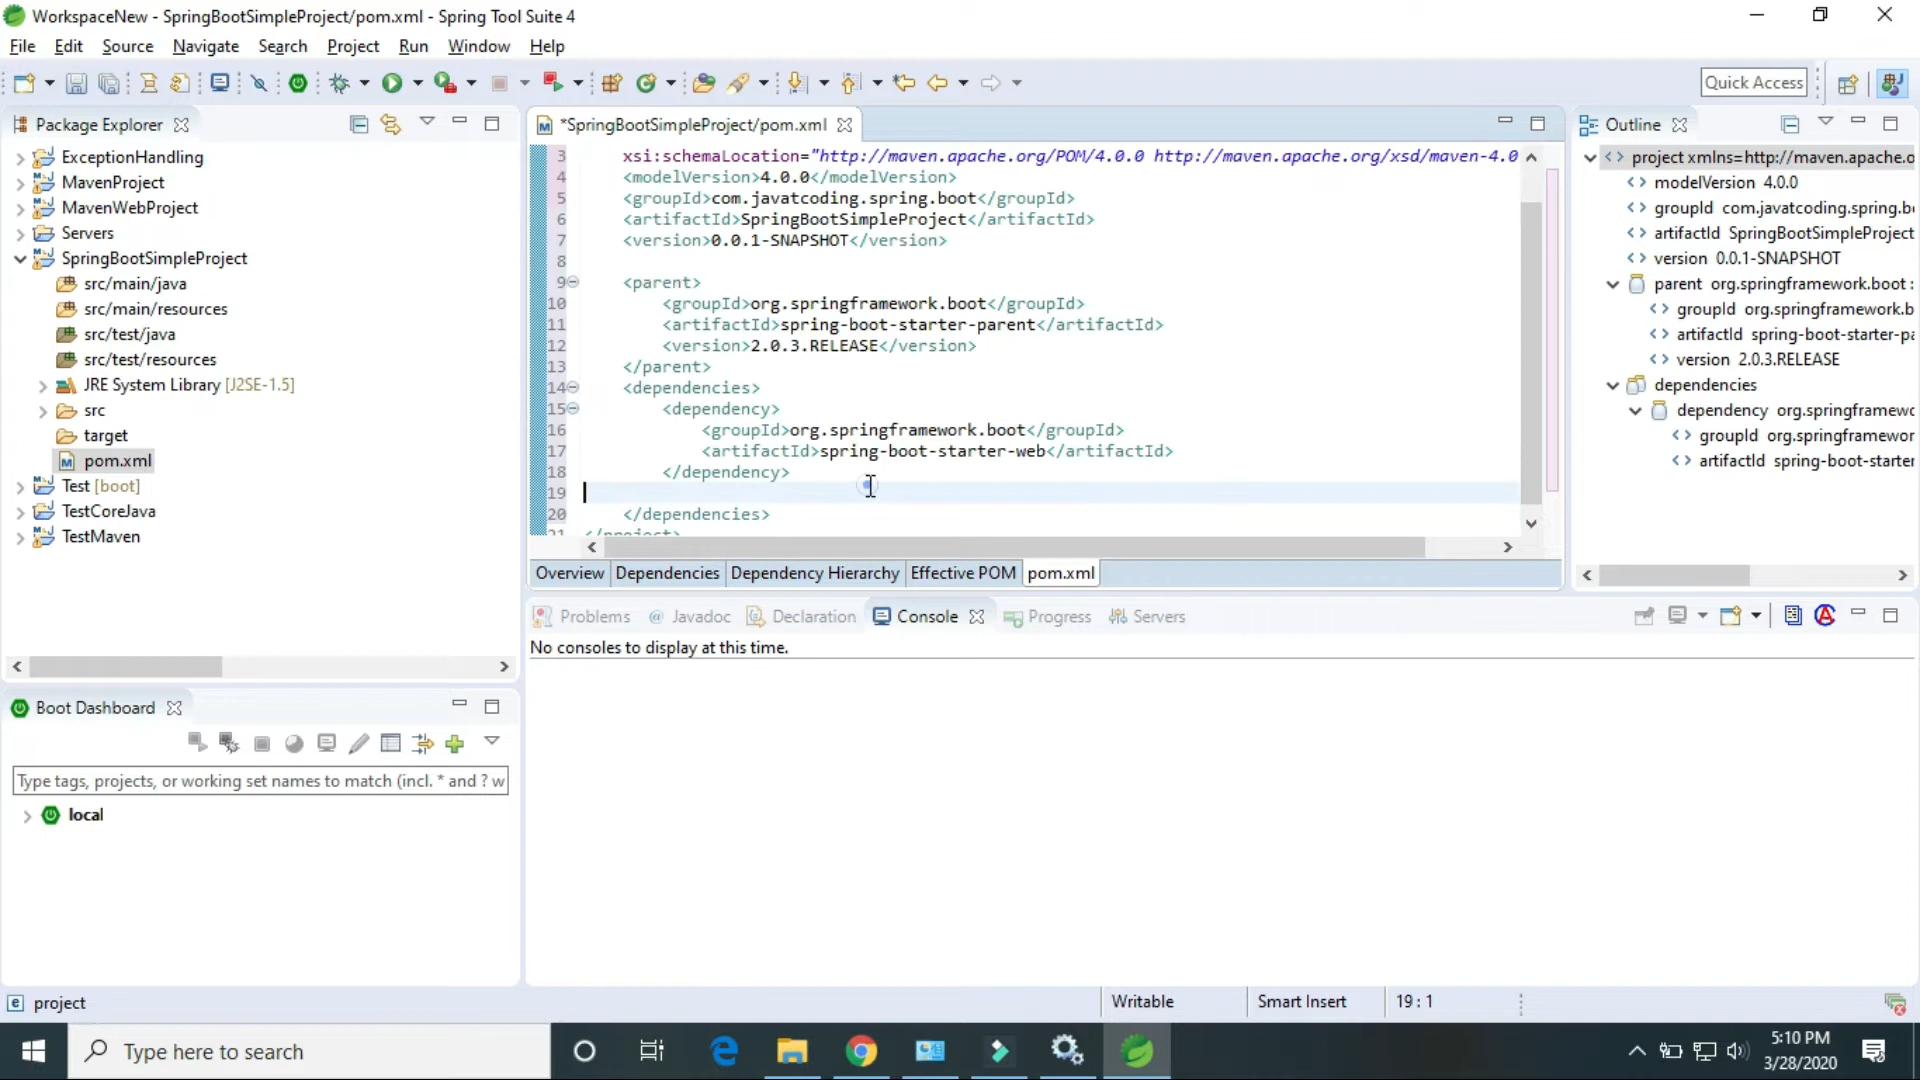 WorkspaceNew - SpringBootSimpleProject/pom.xml - Spring Tool Suite 4
File Edit Source Navigate Search Project Run Window Help
Quick Access
Package Explorer
ExceptionHandling
MavenProject
MavenWebProject
Servers
SpringBootSimpleProject
src/main/java
src/main/resources
src/test/java
src/test/resources
JRE System Library [J2SE-1.5]
src
target
pom.xml
Test [boot]
TestCoreJava
TestMaven
*SpringBootSimpleProject/pom.xml
3 xsi:schemaLocation="http://maven.apache.org/POM/4.0.0 http://maven.apache.org/xsd/maven-4.0
4 <modelVersion>4.0.0</modelVersion>
5 <groupId>com.javatcoding.spring.boot</groupId>
6 <artifactId>SpringBootSimpleProject</artifactId>
7 <version>0.0.1-SNAPSHOT</version>
8
9 <parent>
10 <groupId>org.springframework.boot</groupId>
11 <artifactId>spring-boot-starter-parent</artifactId>
12 <version>2.0.3.RELEASE</version>
13 </parent>
14 <dependencies>
15 <dependency>
16 <groupId>org.springframework.boot</groupId>
17 <artifactId>spring-boot-starter-web</artifactId>
18 </dependency>
19
20 </dependencies>
21 </project>
Overview Dependencies Dependency Hierarchy Effective POM pom.xml
Outline
project xmlns=http://maven.apache.o
modelVersion 4.0.0
groupId com.javatcoding.spring.b
artifactId SpringBootSimpleProject
version 0.0.1-SNAPSHOT
parent org.springframework.boot :
groupId org.springframework.b
artifactId spring-boot-starter-pa
version 2.0.3.RELEASE
dependencies
dependency org.springframewo
groupId org.springframewor
artifactId spring-boot-starter
Problems @ Javadoc Declaration Console Progress Servers
No consoles to display at this time.
Boot Dashboard
Type tags, projects, or working set names to match (incl. * and ? w
local
project
Writable Smart Insert 19 : 1
Type here to search
5:10 PM
3/28/2020